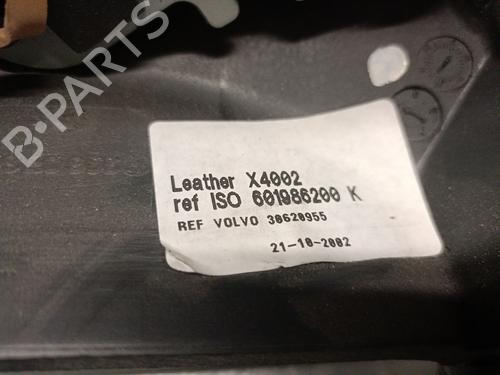 B-PARTS
Leather X4002
ref ISO 601986200 K
REF VOLVO 30620955
21-10-2002